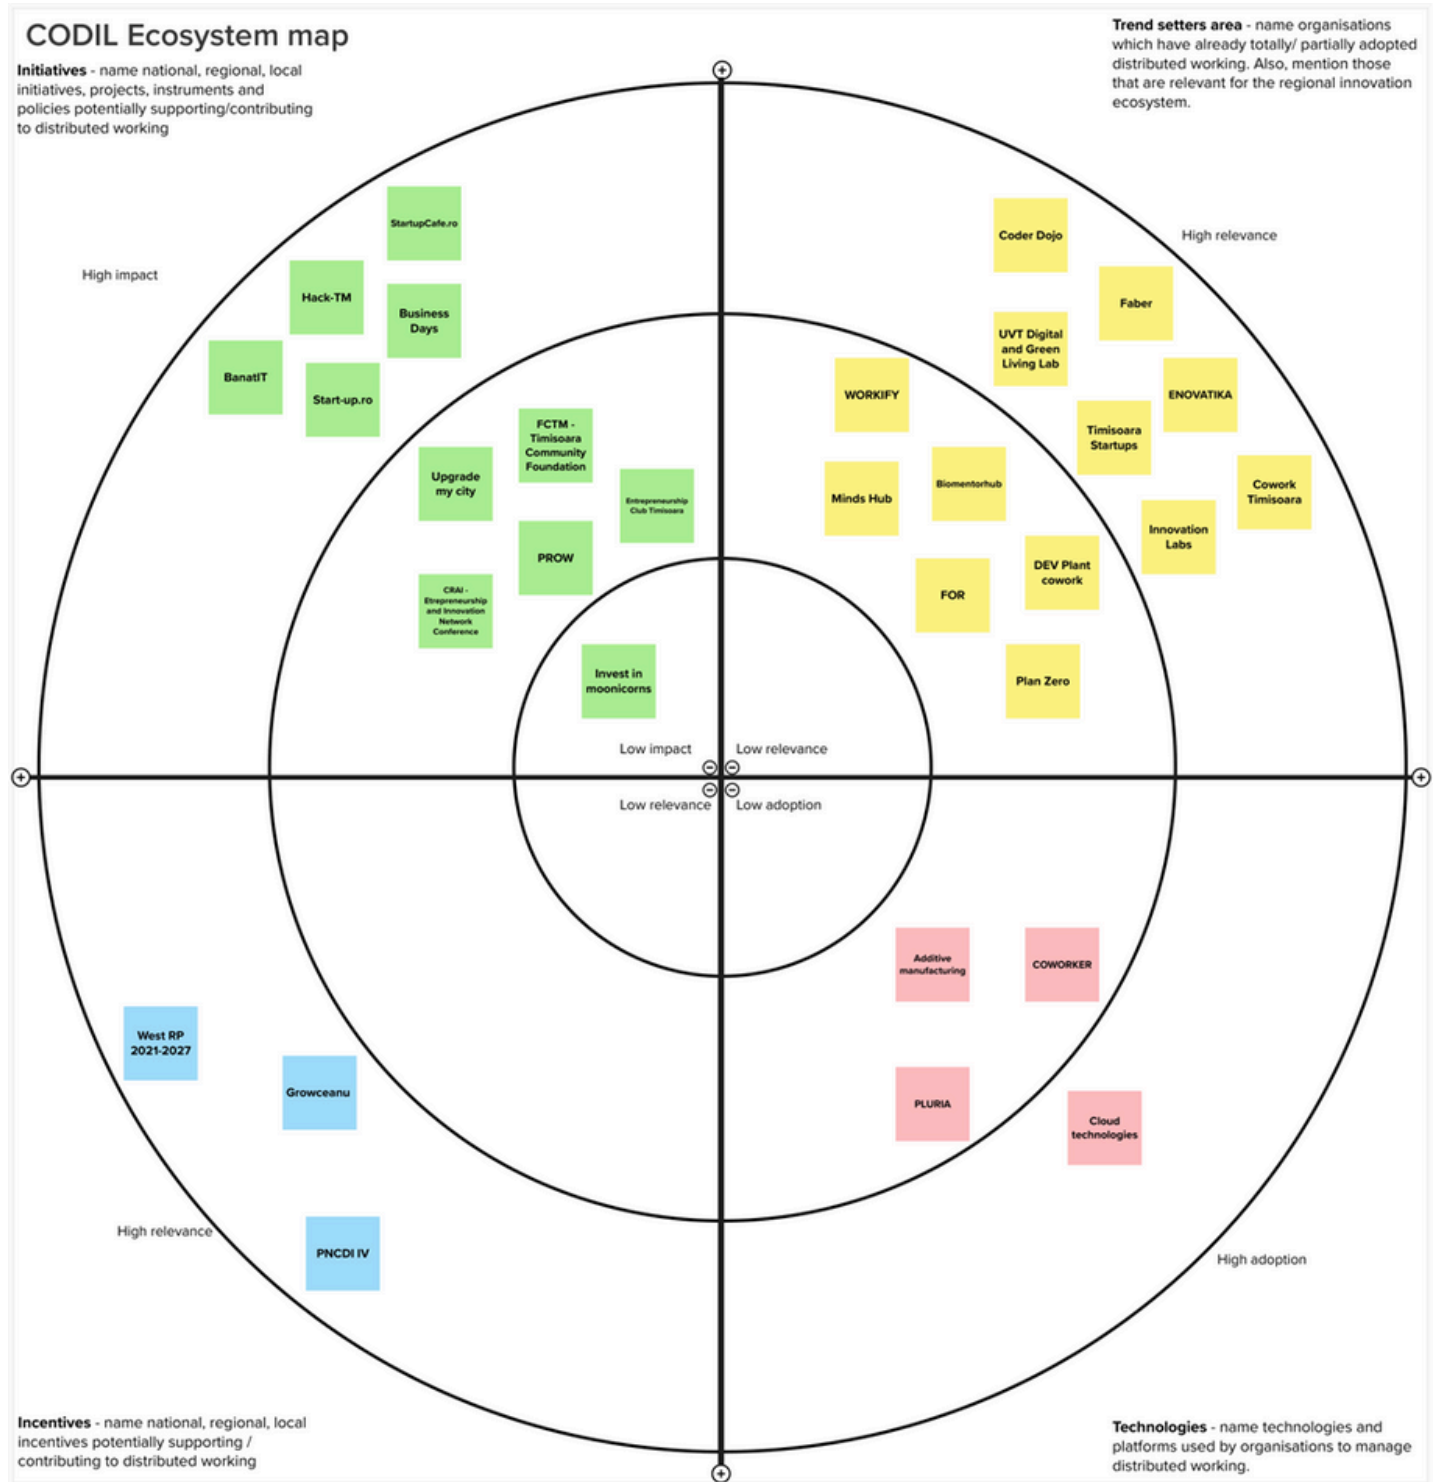 CODIL Ecosystem map
Initiatives - name national, regional, local
initiatives, projects, instruments and
policies potentially supporting/contributing
to distributed working
Trend setters area - name organisations
which have already totally/ partially adopted
distributed working. Also, mention those
that are relevant for the regional innovation
ecosystem.
High impact
StartupCafe.ro
Hack-TM
Business
Days
BanatIT
Start-up.ro
FCTM -
Timisoara
Community
Foundation
Upgrade
my city
Entrepreneurship
Club Timisoara
PROW
CRAI -
Etrepreneurship
and Innovation
Network
Conference
Invest in
moonicorns
Low impact
High relevance
Coder Dojo
Faber
UVT Digital
and Green
Living Lab
WORKIFY
ENOVATIKA
Timisoara
Startups
Minds Hub
Biomentorhub
Cowork
Timisoara
Innovation
Labs
DEV Plant
cowork
FOR
Plan Zero
Low relevance
Low relevance
Low adoption
West RP
2021-2027
Growceanu
High relevance
PNCDI IV
Additive
manufacturing
COWORKER
PLURIA
Cloud
technologies
High adoption
Incentives - name national, regional, local
incentives potentially supporting /
contributing to distributed working
Technologies - name technologies and
platforms used by organisations to manage
distributed working.